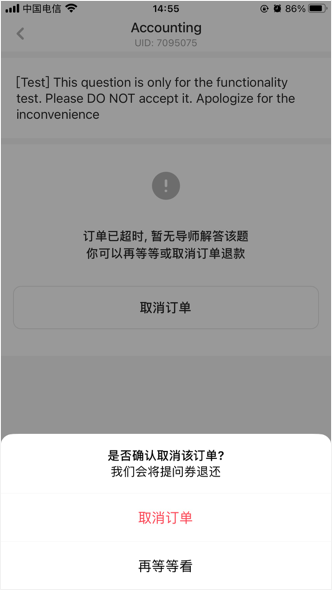 中国电信
14:55
86%
Accounting
UID: 7095075
[Test] This question is only for the functionality
test. Please DO NOT accept it. Apologize for the
inconvenience
订单已超时, 暂无导师解答该题
你可以再等等或取消订单退款
取消订单
是否确认取消该订单?
我们会将提问券退还
取消订单
再等等看